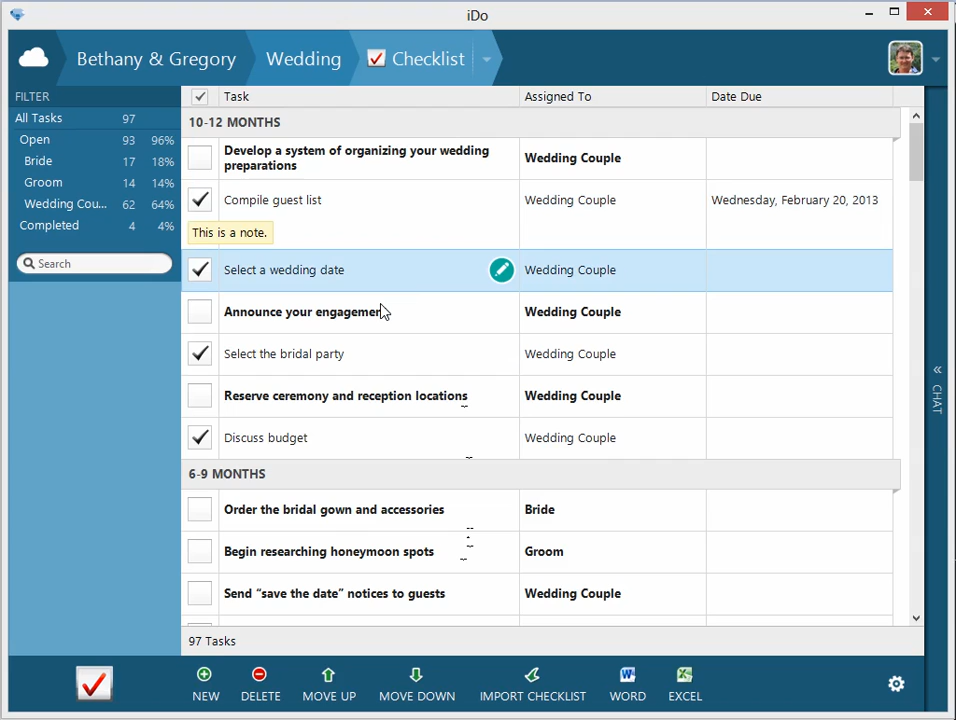 iDo
Bethany & Gregory
Wedding
Checklist
FILTER
All Tasks 97
Open 93 96%
Bride 17 18%
Groom 14 14%
Wedding Cou... 62 64%
Completed 4 4%
Search
Task Assigned To Date Due
10-12 MONTHS
Develop a system of organizing your wedding
preparations
Wedding Couple
Compile guest list Wedding Couple Wednesday, February 20, 2013
This is a note.
Select a wedding date Wedding Couple
Announce your engagement Wedding Couple
Select the bridal party Wedding Couple
Reserve ceremony and reception locations Wedding Couple
Discuss budget Wedding Couple
6-9 MONTHS
Order the bridal gown and accessories Bride
Begin researching honeymoon spots Groom
Send “save the date” notices to guests Wedding Couple
97 Tasks
CHAT
NEW DELETE MOVE UP MOVE DOWN IMPORT CHECKLIST WORD EXCEL